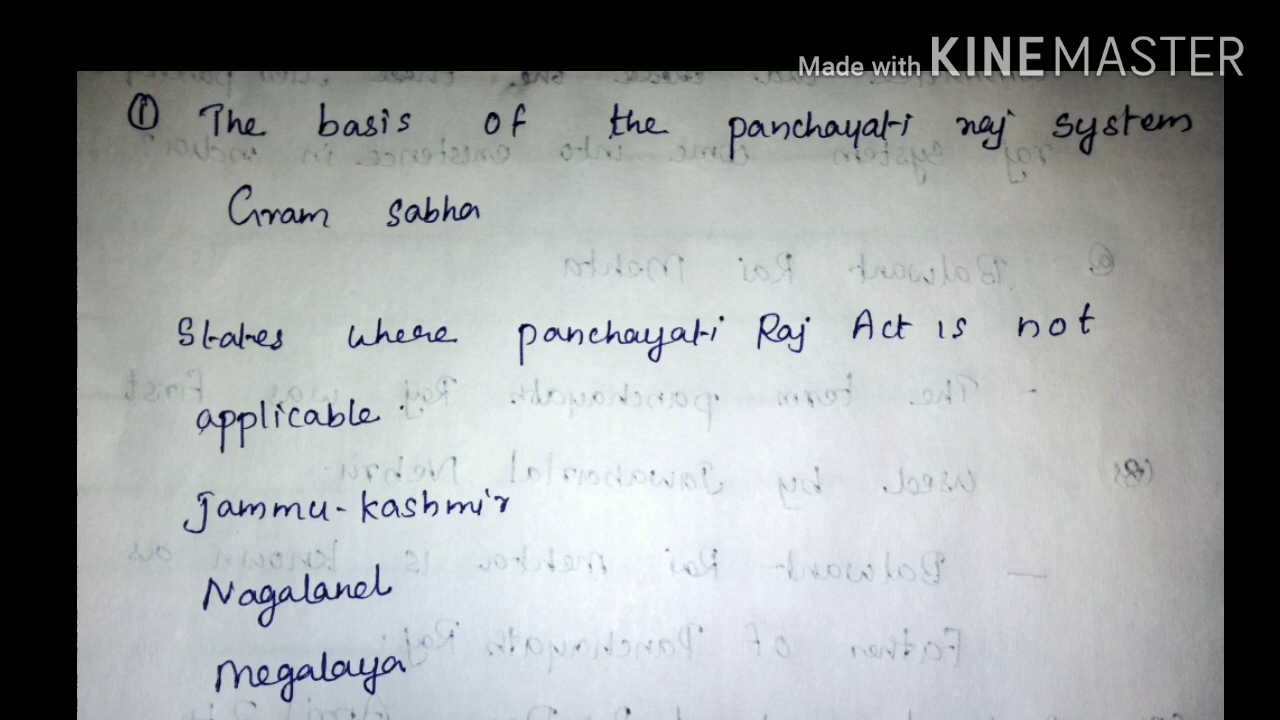 Made with KINEMASTER
① The basis of the panchayati raj system
Gram sabha
States where panchayati Raj Act is not
applicable.
Jammu-kashmir
Nagaland
Megalaya